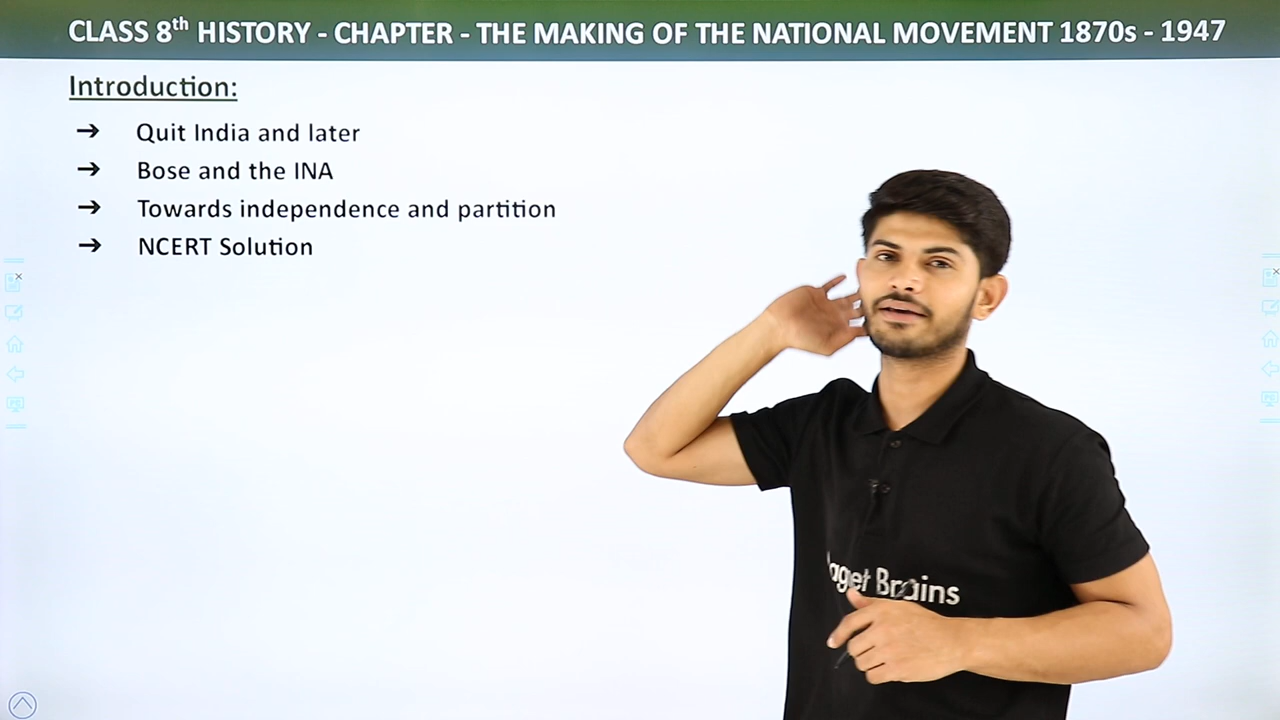 CLASS 8th HISTORY - CHAPTER - THE MAKING OF THE NATIONAL MOVEMENT 1870s - 1947
Introduction:
➔ Quit India and later
➔ Bose and the INA
➔ Towards independence and partition
➔ NCERT Solution
Brains